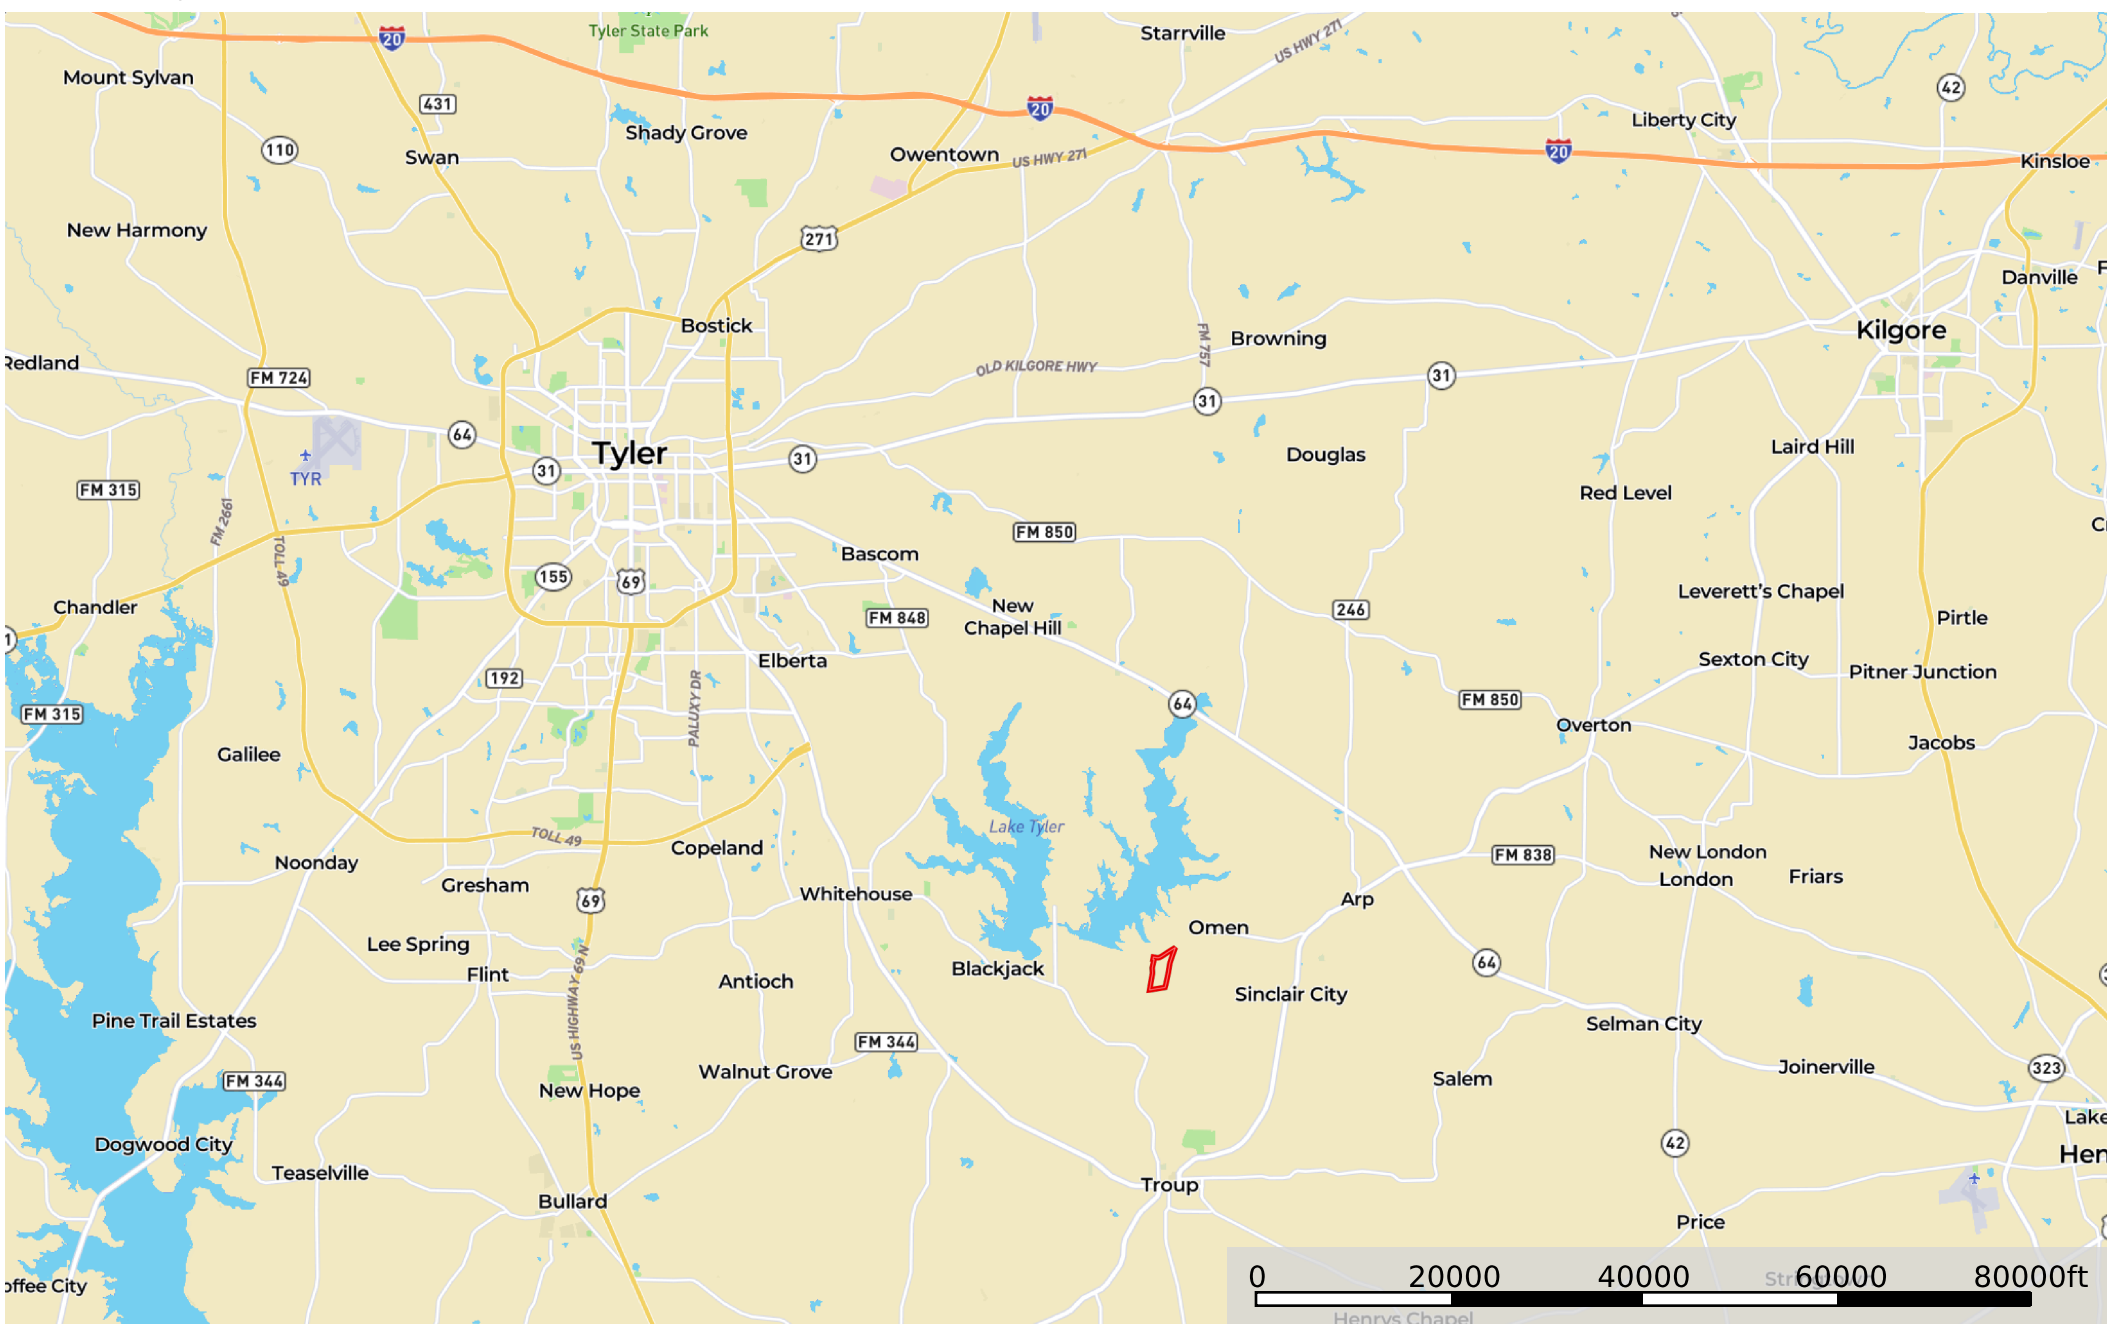 Tyler State Park
Starrville
US HWY 271
20
Mount Sylvan
42
431
20
Liberty City
Shady Grove
110
Swan
Owentown
US HWY 271
20
Kinsloe
New Harmony
271
Danville
F
Bostick
Browning
Kilgore
FM 757
Redland
OLD KILGORE HWY
FM 724
31
31
64
Tyler
31
31
Laird Hill
Douglas
TYR
FM 315
Red Level
FM 2661
FM 850
C
TOLL 49
Bascom
155
69
Leverett's Chapel
Chandler
New
Chapel Hill
246
FM 848
Pirtle
1
Elberta
Sexton City
Pitner Junction
192
PALUXY DR
FM 850
64
FM 315
Overton
Galilee
Jacobs
Lake Tyler
TOLL 49
Copeland
Noonday
FM 838
New London
London
Friars
Gresham
Whitehouse
69
Arp
Omen
Lee Spring
64
Flint
Blackjack
Antioch
Sinclair City
US HIGHWAY 69 N
Pine Trail Estates
Selman City
FM 344
Walnut Grove
Joinerville
323
FM 344
New Hope
Salem
Lake
Dogwood City
42
Hen
Teaselville
Troup
Bullard
Price
offee City
0 20000 40000 60000 80000ft
Stringtown
Henrys Chapel